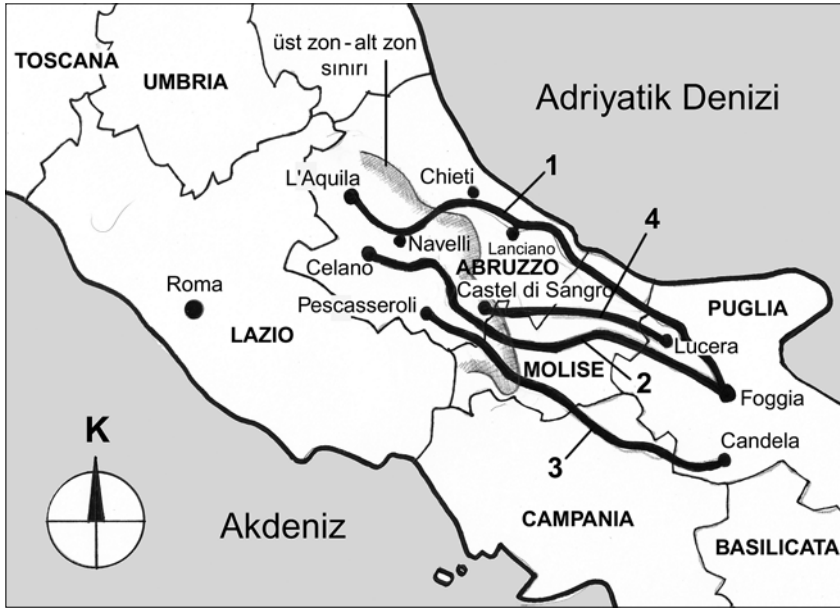 üst zon - alt zon
sınırı
TOSCANA
UMBRIA
Adriyatik Denizi
L'Aquila
Chieti
1
4
Navelli
Lanciano
Celano
ABRUZZO
Roma
Pescasseroli
Castel di Sangro
PUGLIA
LAZIO
Lucera
MOLISE
2
Foggia
K
Candela
3
Akdeniz
CAMPANIA
BASILICATA